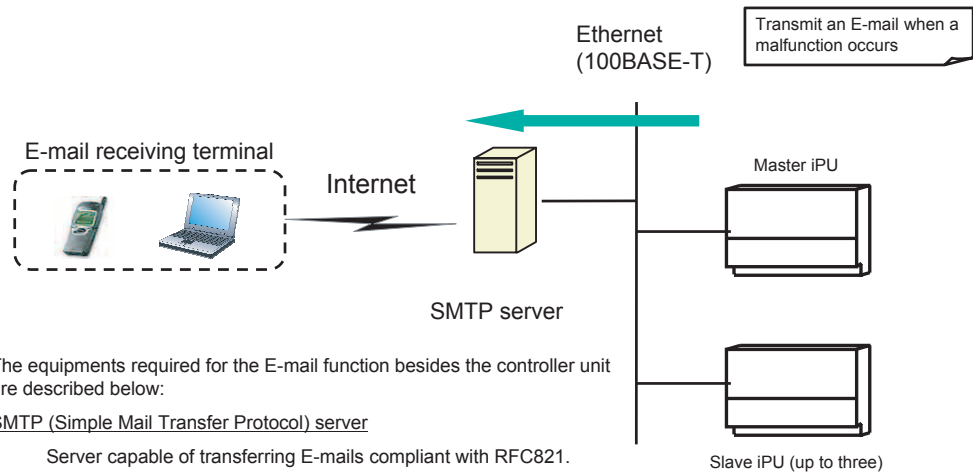 Ethernet
(100BASE-T)
Transmit an E-mail when a
malfunction occurs
E-mail receiving terminal
Internet
Master iPU
SMTP server
he equipments required for the E-mail function besides the controller unit
re described below:
SMTP (Simple Mail Transfer Protocol) server
Server capable of transferring E-mails compliant with RFC821.
Slave iPU (up to three)